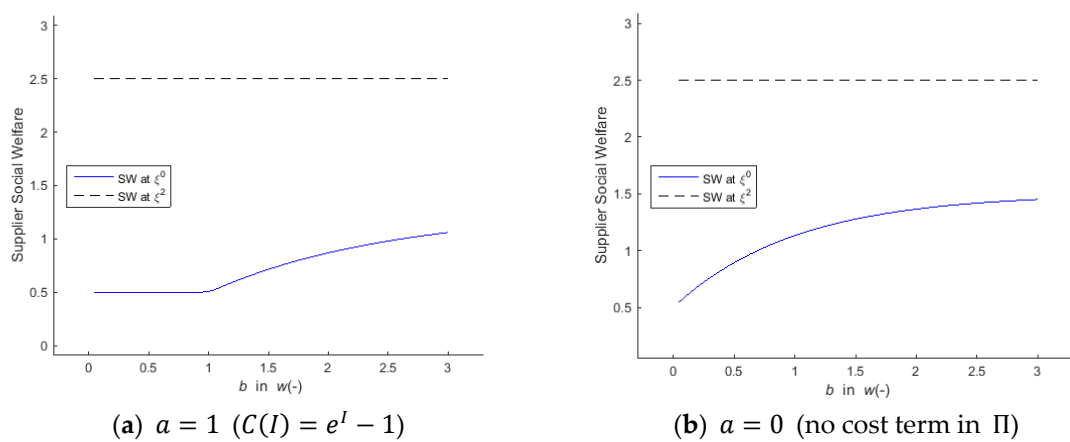 3
2.5
2
1.5
1
0.5
0
Supplier Social Welfare
SW at ξ⁰
SW at ξ²
0 0.5 1 1.5 2 2.5 3
b in w(-)
(a) a = 1 (C(I) = e^I − 1)
3
2.5
2
1.5
1
0.5
Supplier Social Welfare
SW at ξ⁰
SW at ξ²
0 0.5 1 1.5 2 2.5 3
b in w(-)
(b) a = 0 (no cost term in Π)